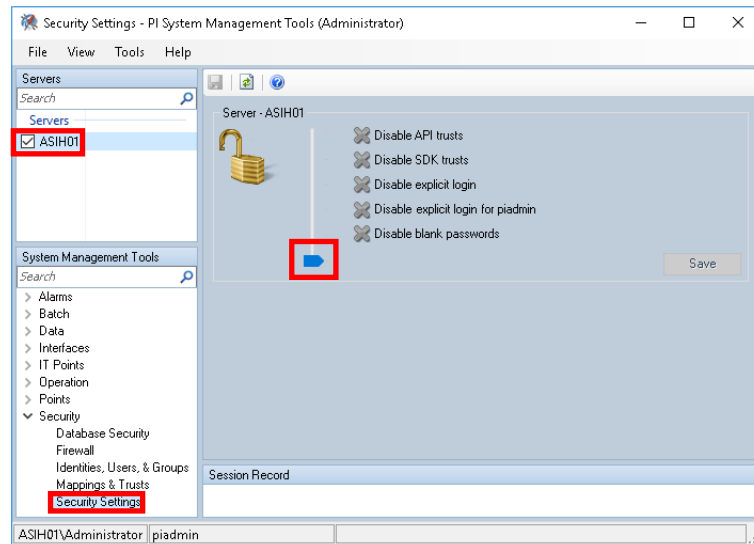 Security Settings - PI System Management Tools (Administrator)
File View Tools Help
Servers
Search
Servers
ASIH01
Server - ASIH01
Disable API trusts
Disable SDK trusts
Disable explicit login
Disable explicit login for piadmin
Disable blank passwords
Save
System Management Tools
Search
Alarms
Batch
Data
Interfaces
IT Points
Operation
Points
Security
Database Security
Firewall
Identities, Users, & Groups
Mappings & Trusts
Security Settings
Session Record
ASIH01\Administrator piadmin